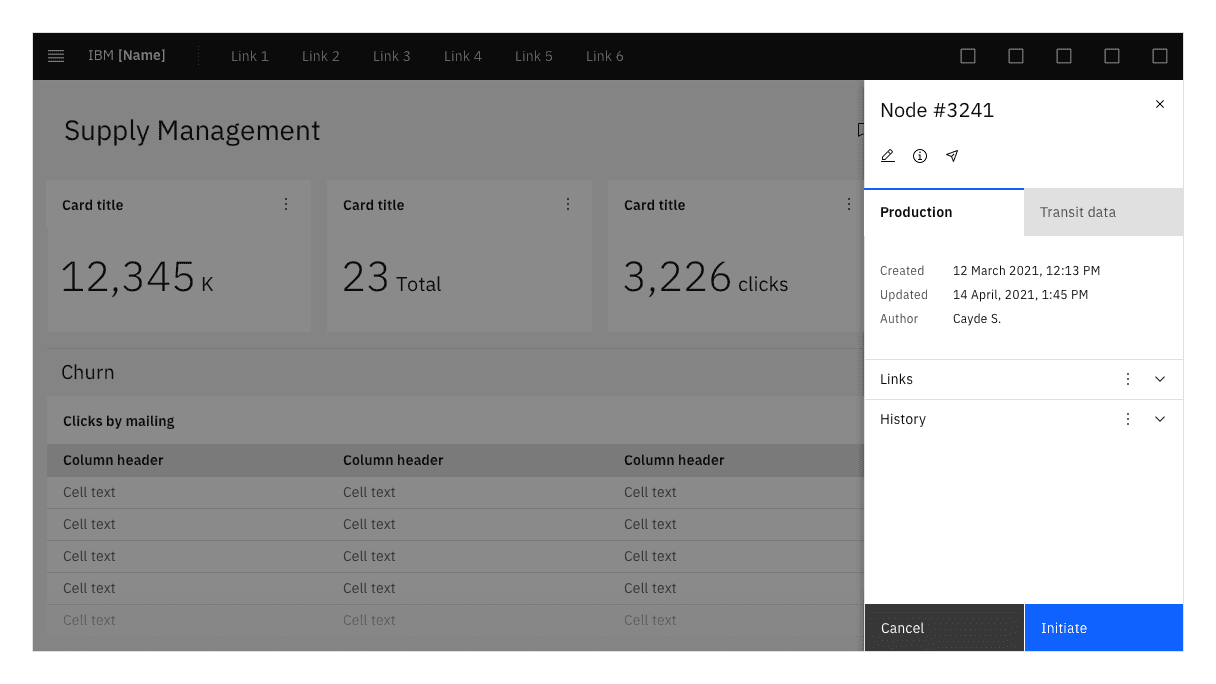 IBM [Name] Link 1 Link 2 Link 3 Link 4 Link 5 Link 6
Supply Management
Card title
12,345 K
Card title
23 Total
Card title
3,226 clicks
Churn
Clicks by mailing
Column header Column header Column header
Cell text Cell text Cell text
Cell text Cell text Cell text
Cell text Cell text Cell text
Cell text Cell text Cell text
Cell text Cell text Cell text
Node #3241
Production Transit data
Created 12 March 2021, 12:13 PM
Updated 14 April, 2021, 1:45 PM
Author Cayde S.
Links
History
Cancel Initiate